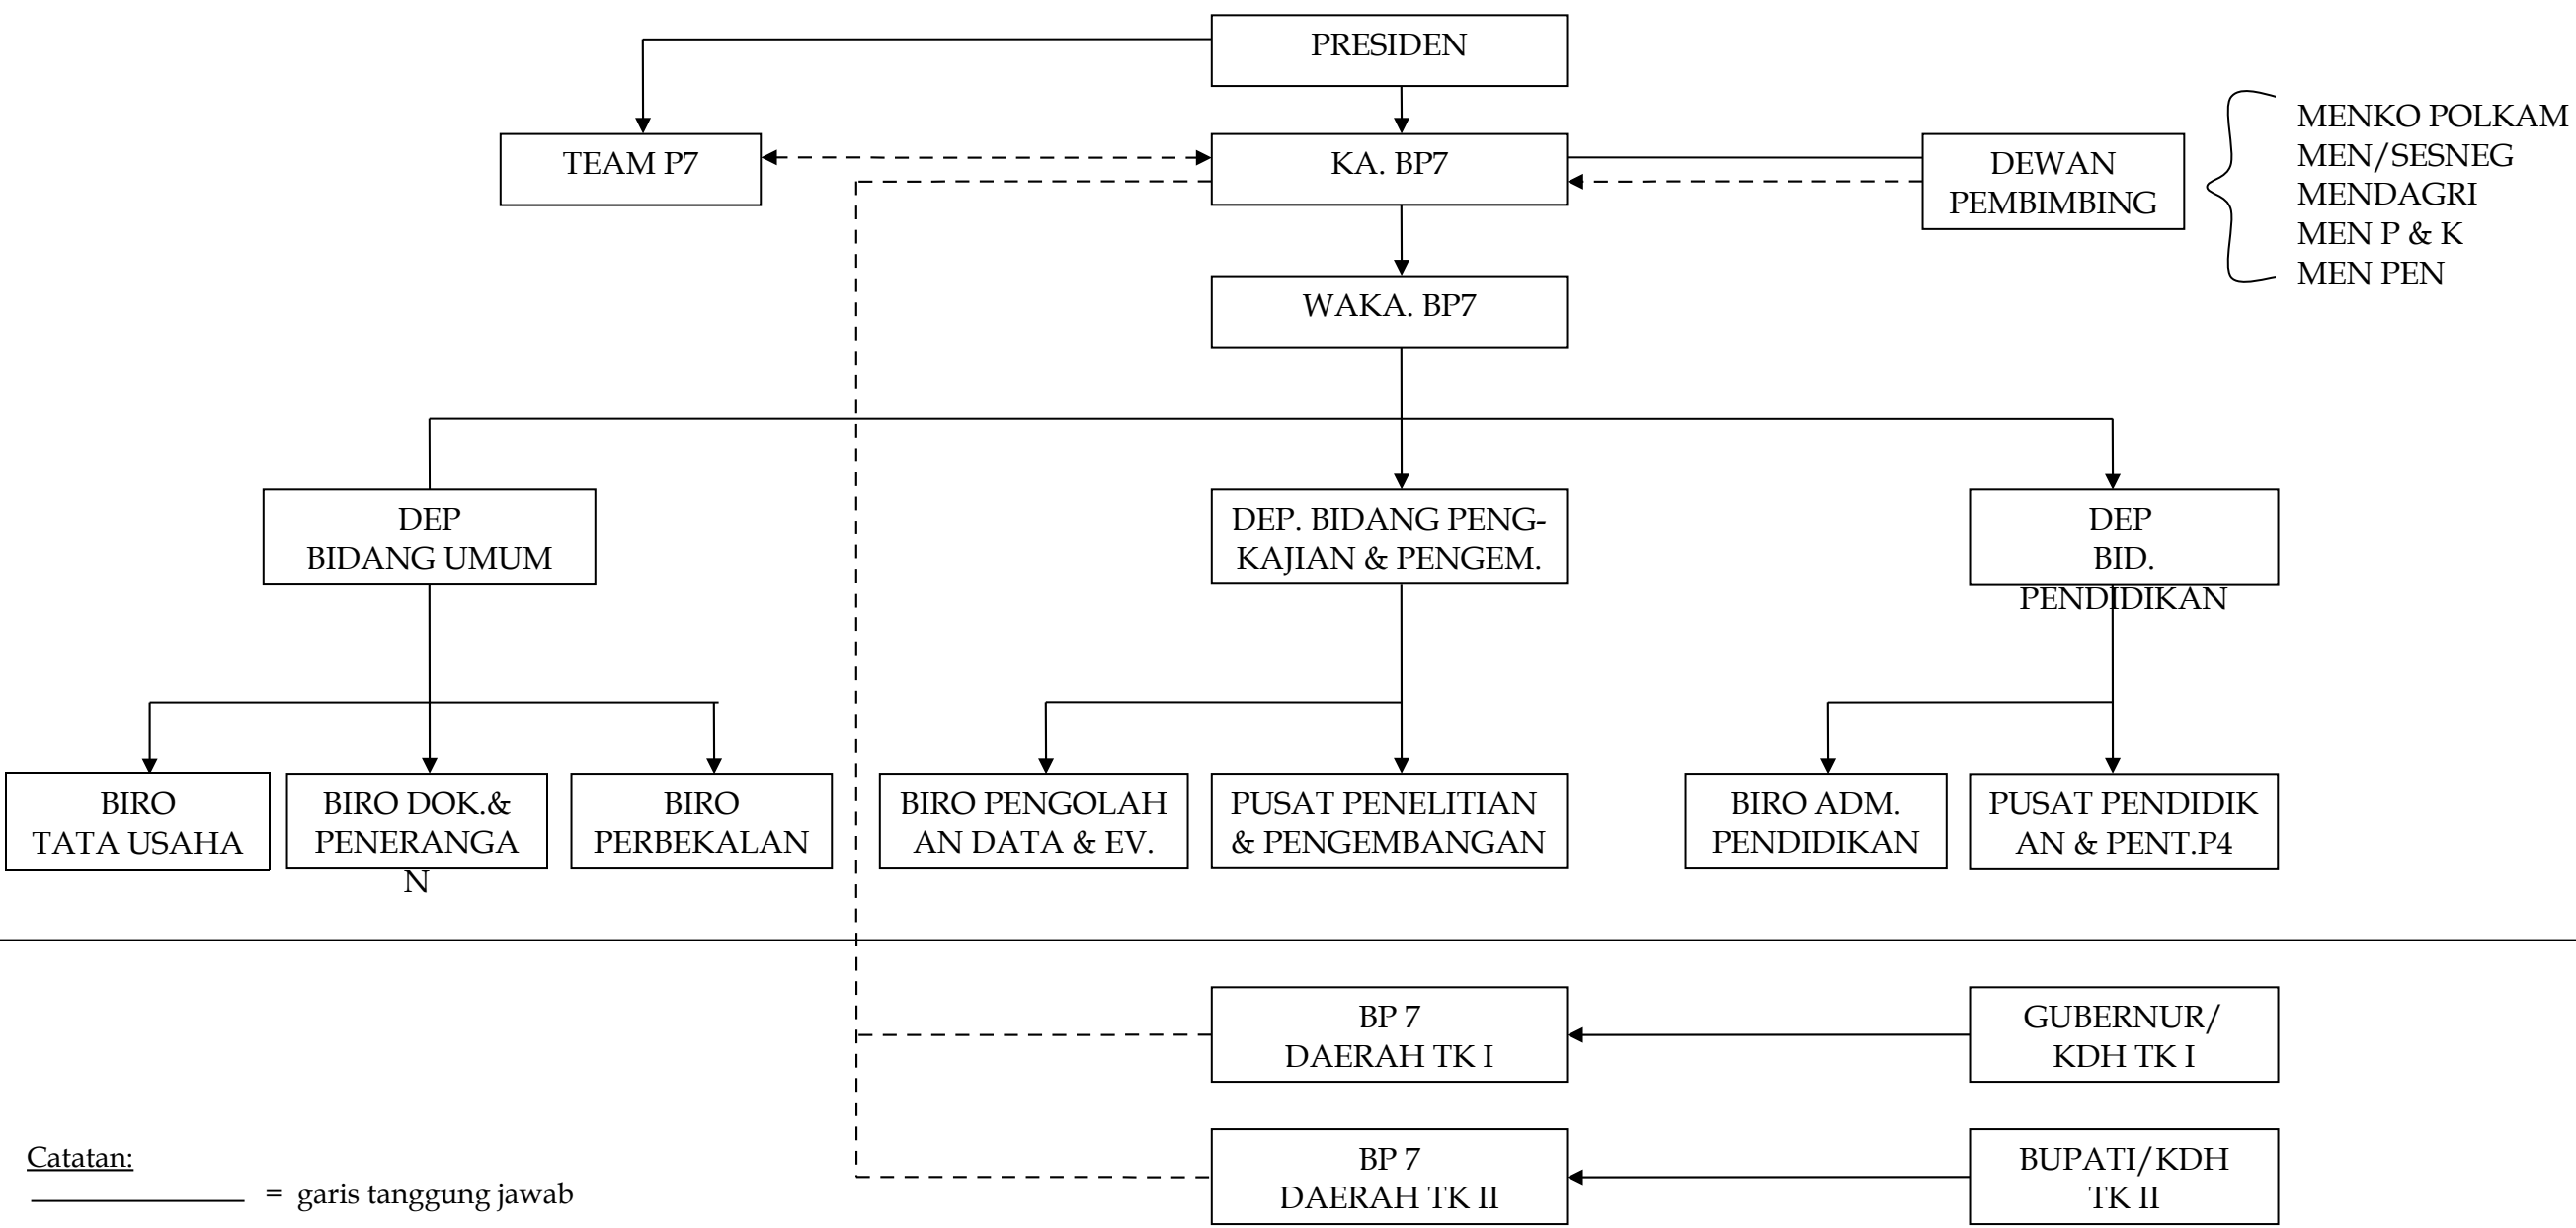 PRESIDEN
TEAM P7
KA. BP7
DEWAN
PEMBIMBING
MENKO POLKAM
MEN/SESNEG
MENDAGRI
MEN P & K
MEN PEN
WAKA. BP7
DEP
BIDANG UMUM
DEP. BIDANG PENG-
KAJIAN & PENGEM.
DEP
BID.
PENDIDIKAN
BIRO
TATA USAHA
BIRO DOK.&
PENERANGA
N
BIRO
PERBEKALAN
BIRO PENGOLAH
AN DATA & EV.
PUSAT PENELITIAN
& PENGEMBANGAN
BIRO ADM.
PENDIDIKAN
PUSAT PENDIDIK
AN & PENT.P4
BP 7
DAERAH TK I
GUBERNUR/
KDH TK I
BP 7
DAERAH TK II
BUPATI/KDH
TK II
Catatan:
= garis tanggung jawab